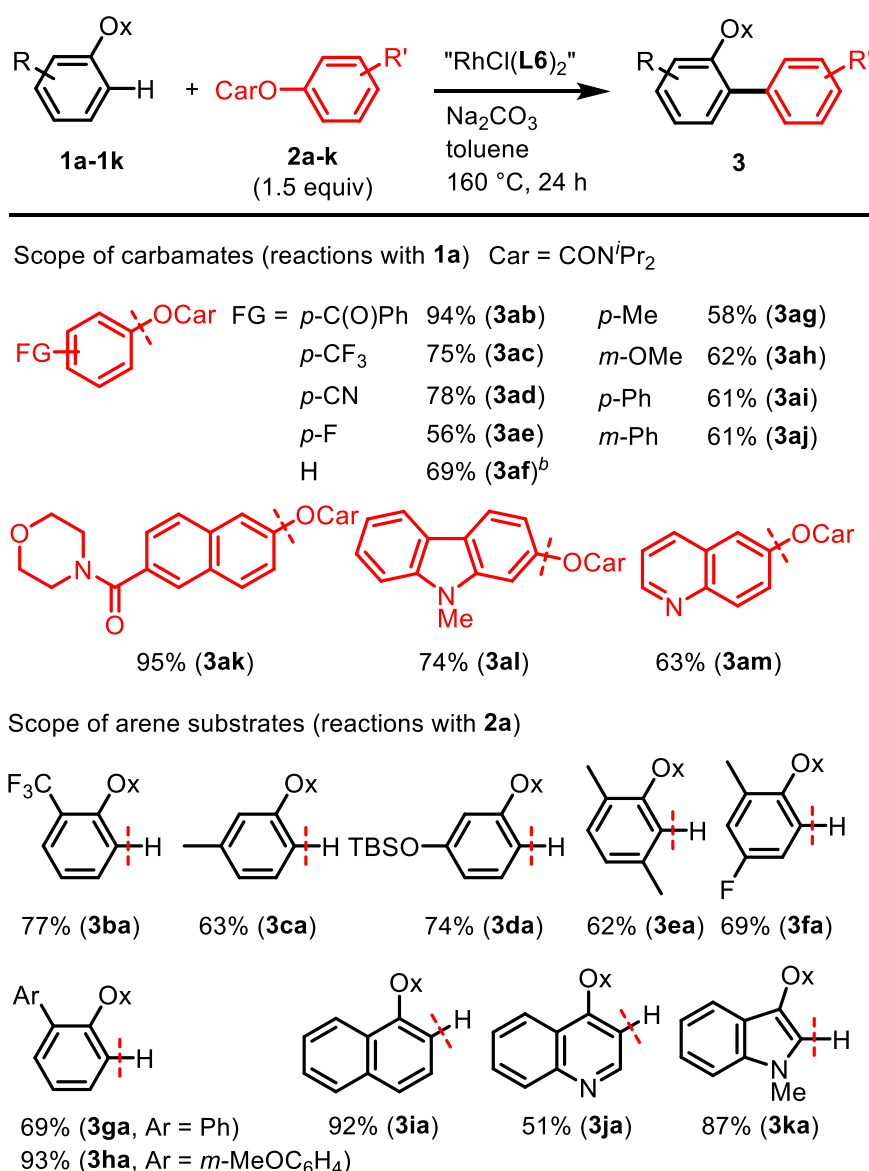 Ox
R
H
+
CarO
R'
"RhCl(L6)₂"
Na₂CO₃
toluene
160 °C, 24 h
Ox
R
R'
1a-1k
2a-k
(1.5 equiv)
3
Scope of carbamates (reactions with 1a) Car = CONⁱPr₂
FG
OCar
FG = p-C(O)Ph 94% (3ab) p-Me 58% (3ag)
p-CF₃ 75% (3ac) m-OMe 62% (3ah)
p-CN 78% (3ad) p-Ph 61% (3ai)
p-F 56% (3ae) m-Ph 61% (3aj)
H 69% (3af)ᵇ
O
N
O
OCar
N
Me
OCar
N
OCar
95% (3ak) 74% (3al) 63% (3am)
Scope of arene substrates (reactions with 2a)
F₃C
Ox
H
Ox
H
TBSO
Ox
H
Ox
H
Ox
H
F
77% (3ba) 63% (3ca) 74% (3da) 62% (3ea) 69% (3fa)
Ar
Ox
H
Ox
H
Ox
H
N
Ox
H
N
Me
69% (3ga, Ar = Ph)
93% (3ha, Ar = m-MeOC₆H₄)
92% (3ia) 51% (3ja) 87% (3ka)